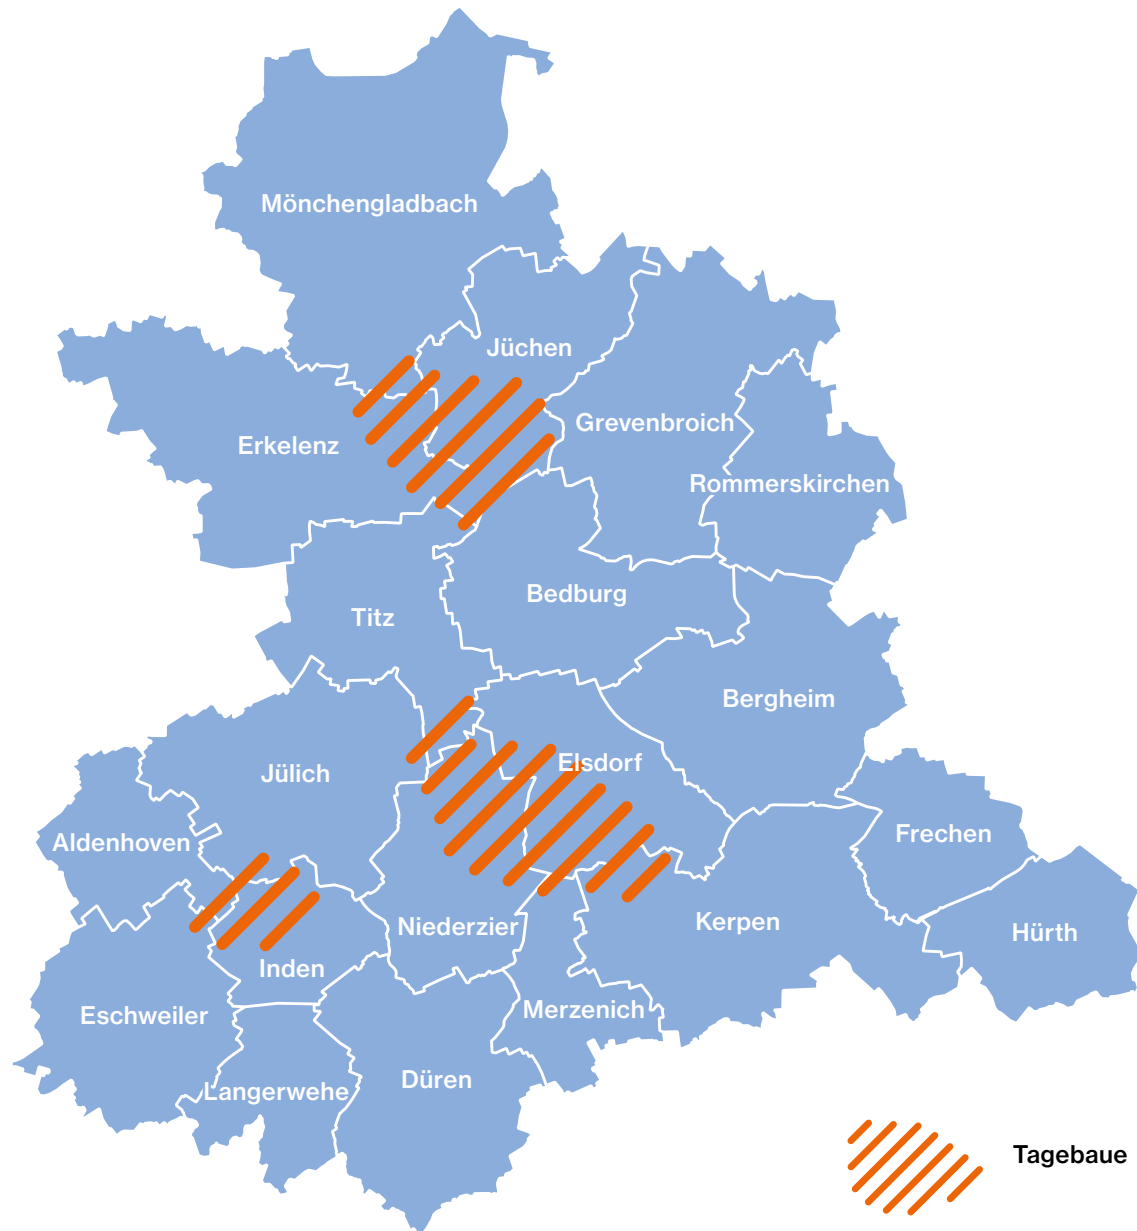 Mönchengladbach
Jüchen
Grevenbroich
Erkelenz
Rommerskirchen
Bedburg
Titz
Bergheim
Elsdorf
Jülich
Frechen
Aldenhoven
Kerpen
Niederzier
Hürth
Inden
Merzenich
Eschweiler
Düren
Langerwehe
Tagebaue